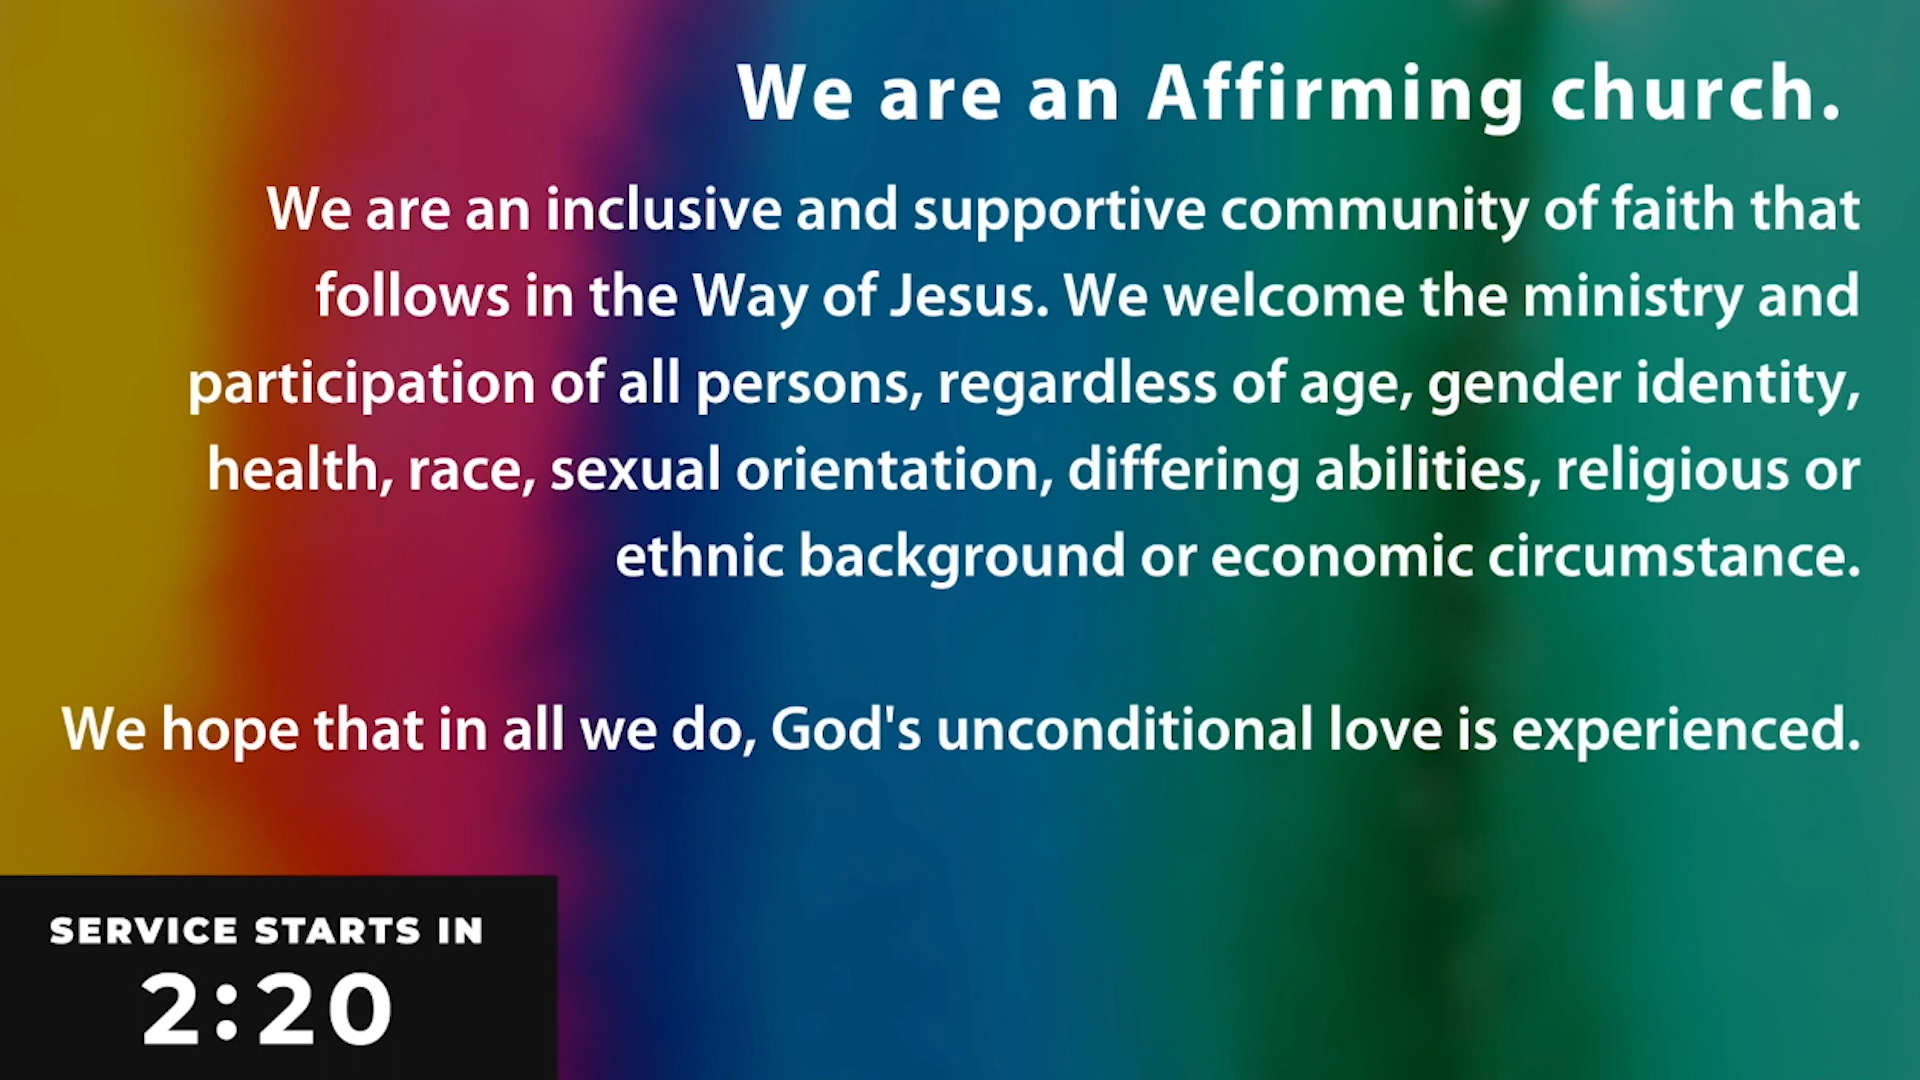 We are an Affirming church.
We are an inclusive and supportive community of faith that
follows in the Way of Jesus. We welcome the ministry and
participation of all persons, regardless of age, gender identity,
health, race, sexual orientation, differing abilities, religious or
ethnic background or economic circumstance.
We hope that in all we do, God's unconditional love is experienced.
SERVICE STARTS IN
2:20